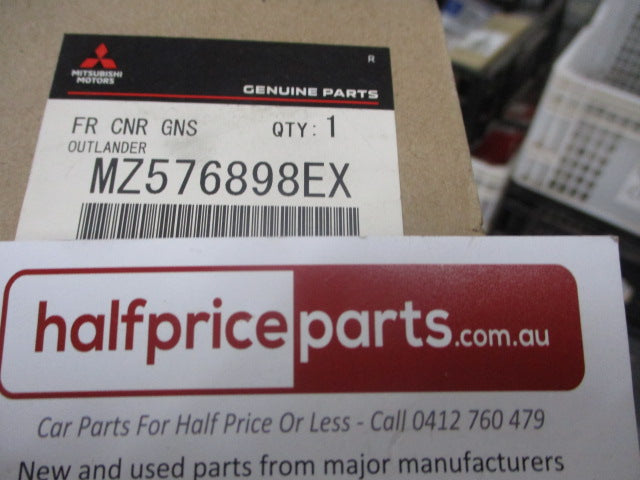 R
MITSUBISHI
MOTORS
GENUINE PARTS
FR CNR GNS QTY: 1
OUTLANDER
MZ576898EX
halfpriceparts.com.au
Car Parts For Half Price Or Less - Call 0412 760 479
New and used parts from major manufacturers